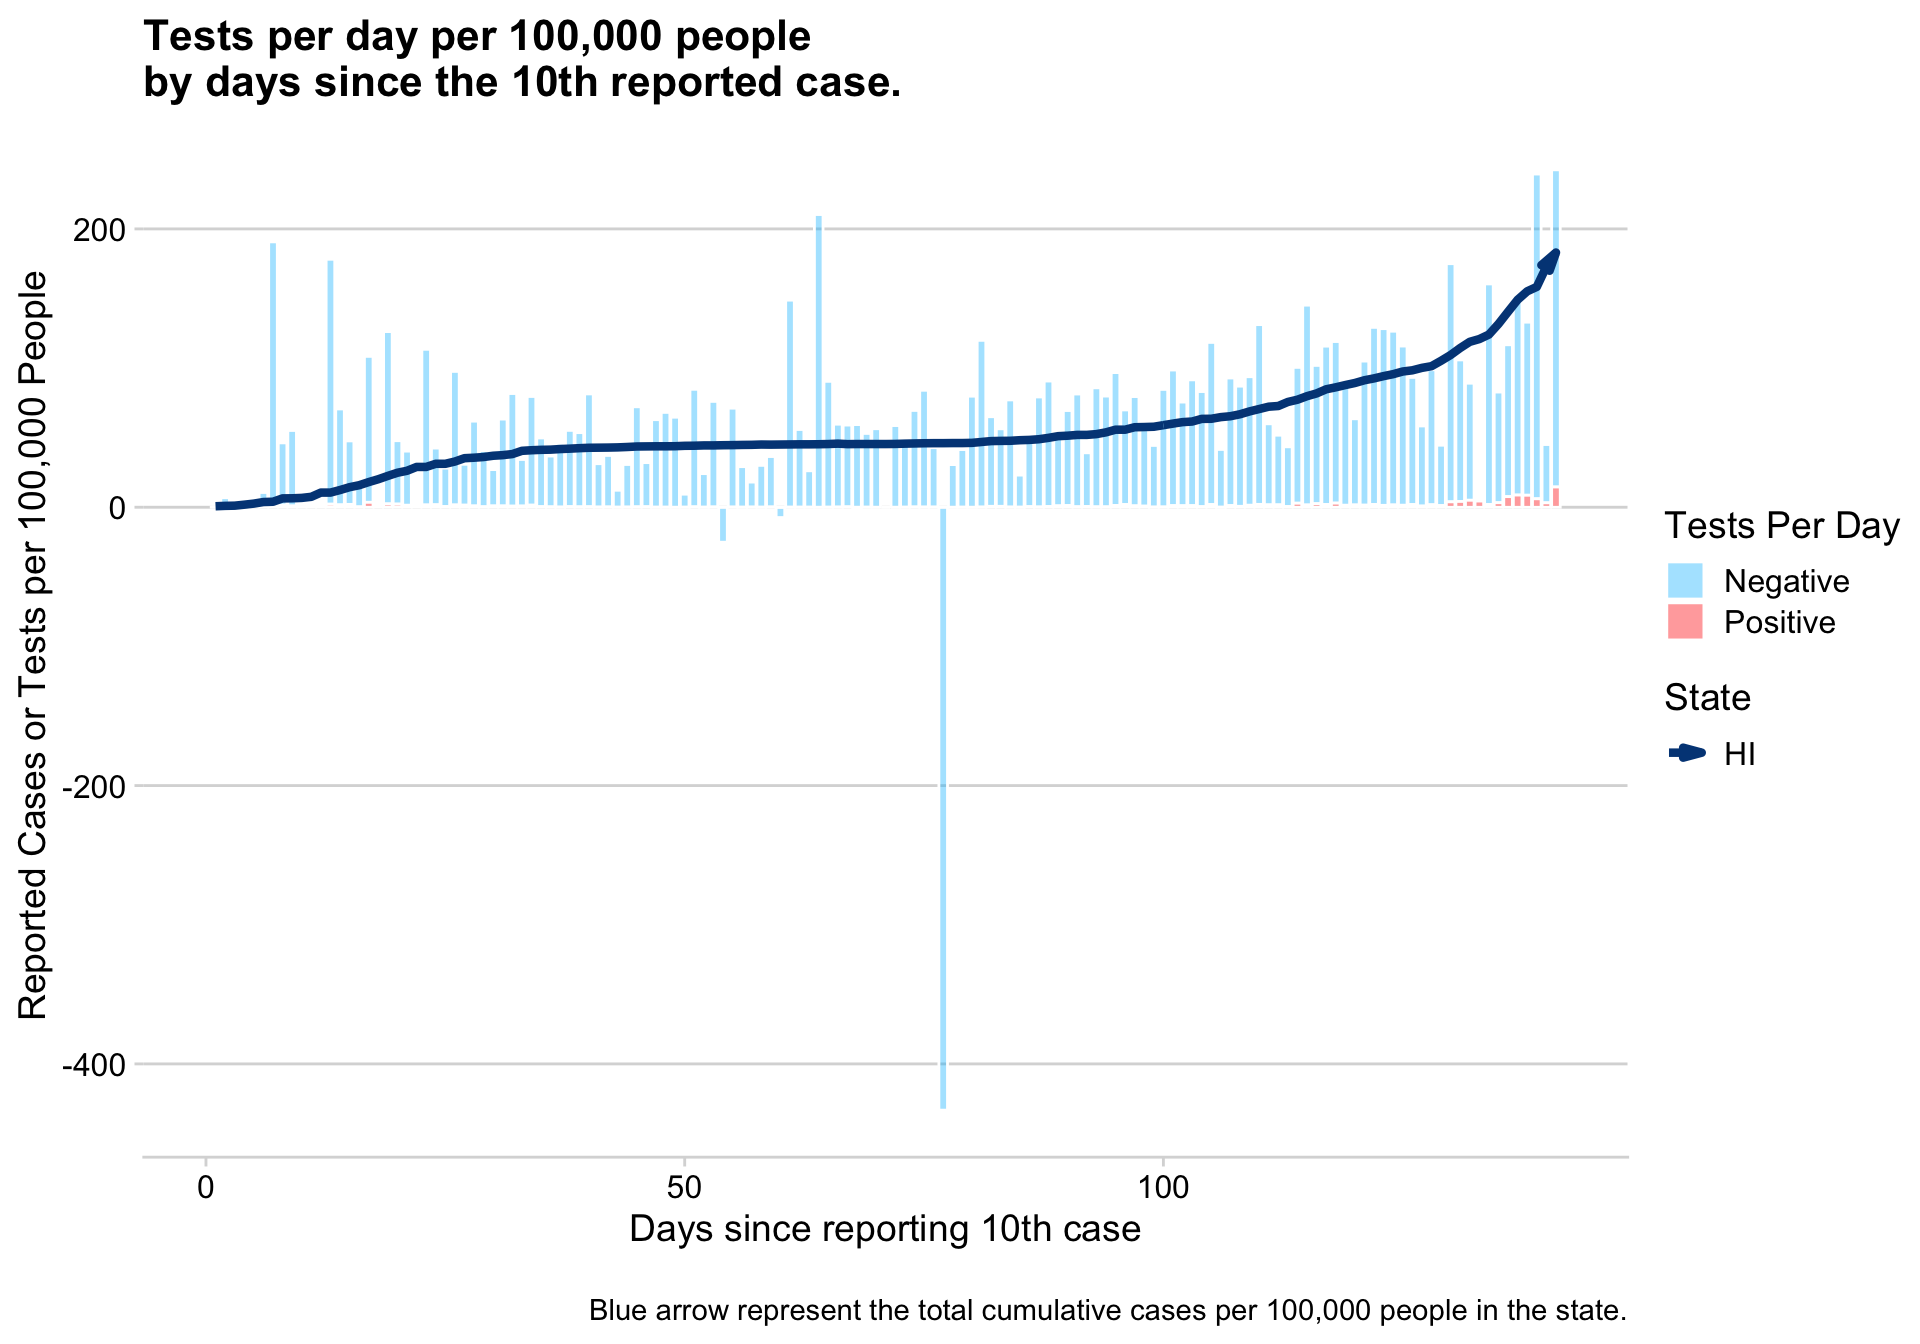 Tests per day per 100,000 people
by days since the 10th reported case.
Reported Cases or Tests per 100,000 People
200
0
-200
-400
0
50
100
Days since reporting 10th case
Tests Per Day
Negative
Positive
State
HI
Blue arrow represent the total cumulative cases per 100,000 people in the state.